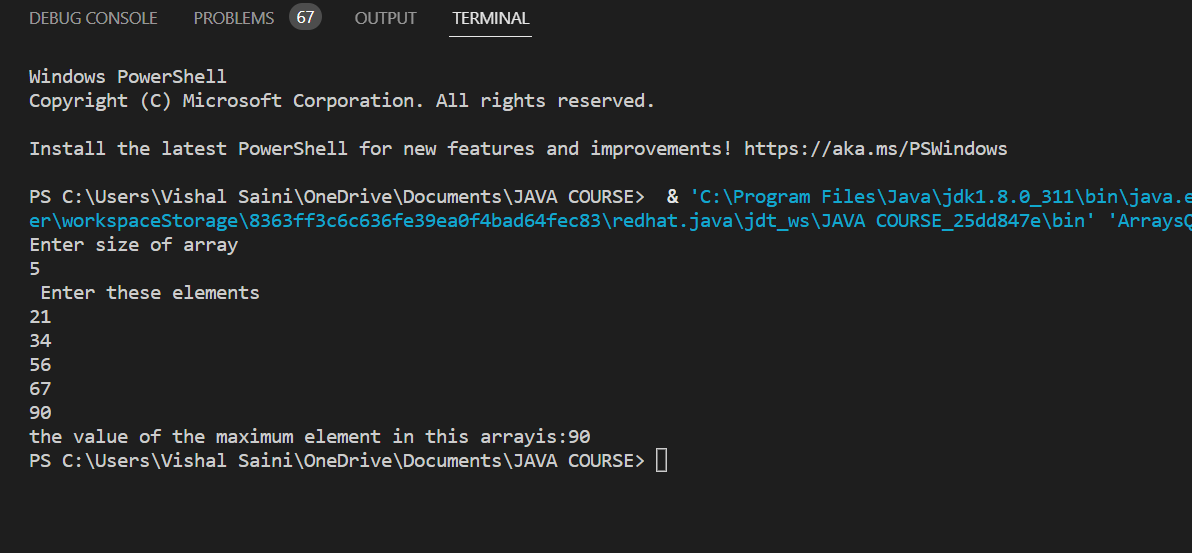 DEBUG CONSOLE PROBLEMS 67 OUTPUT TERMINAL
Windows PowerShell
Copyright (C) Microsoft Corporation. All rights reserved.
Install the latest PowerShell for new features and improvements! https://aka.ms/PSWindows
PS C:\Users\Vishal Saini\OneDrive\Documents\JAVA COURSE>  & 'C:\Program Files\Java\jdk1.8.0_311\bin\java.e
er\workspaceStorage\8363ff3c6c636fe39ea0f4bad64fec83\redhat.java\jdt_ws\JAVA COURSE_25dd847e\bin' 'ArraysQ
Enter size of array
5
 Enter these elements
21
34
56
67
90
the value of the maximum element in this arrayis:90
PS C:\Users\Vishal Saini\OneDrive\Documents\JAVA COURSE>